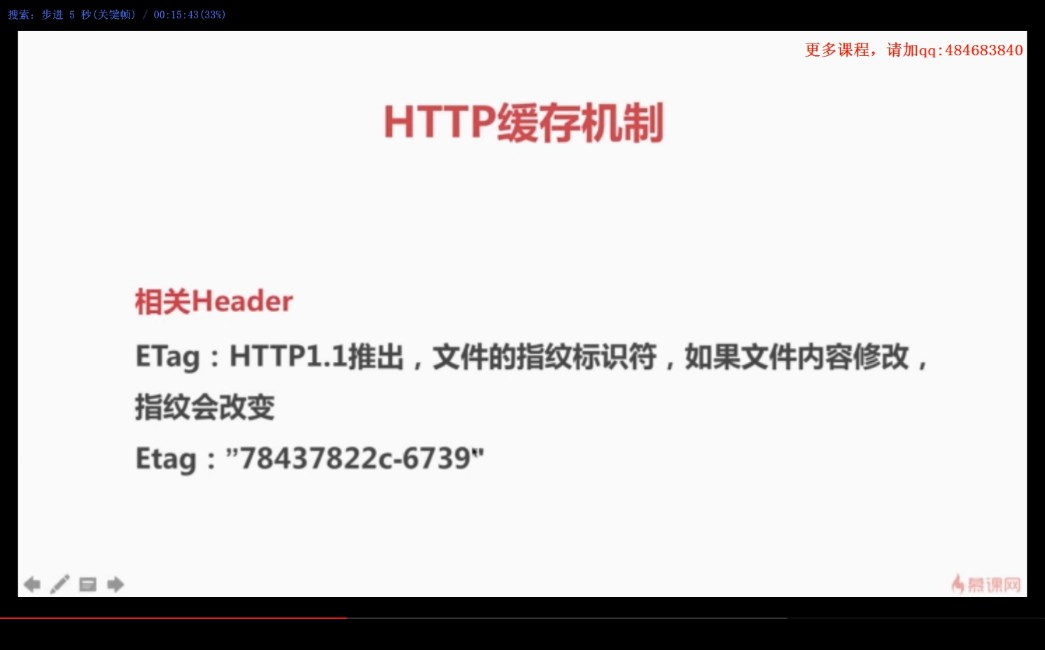 搜索: 步进 5 秒(关键帧) / 00:15:43(33%)
更多课程，请加qq:484683840
HTTP缓存机制
相关Header
ETag：HTTP1.1推出，文件的指纹标识符，如果文件内容修改，
指纹会改变
Etag：”78437822c-6739"
慕课网